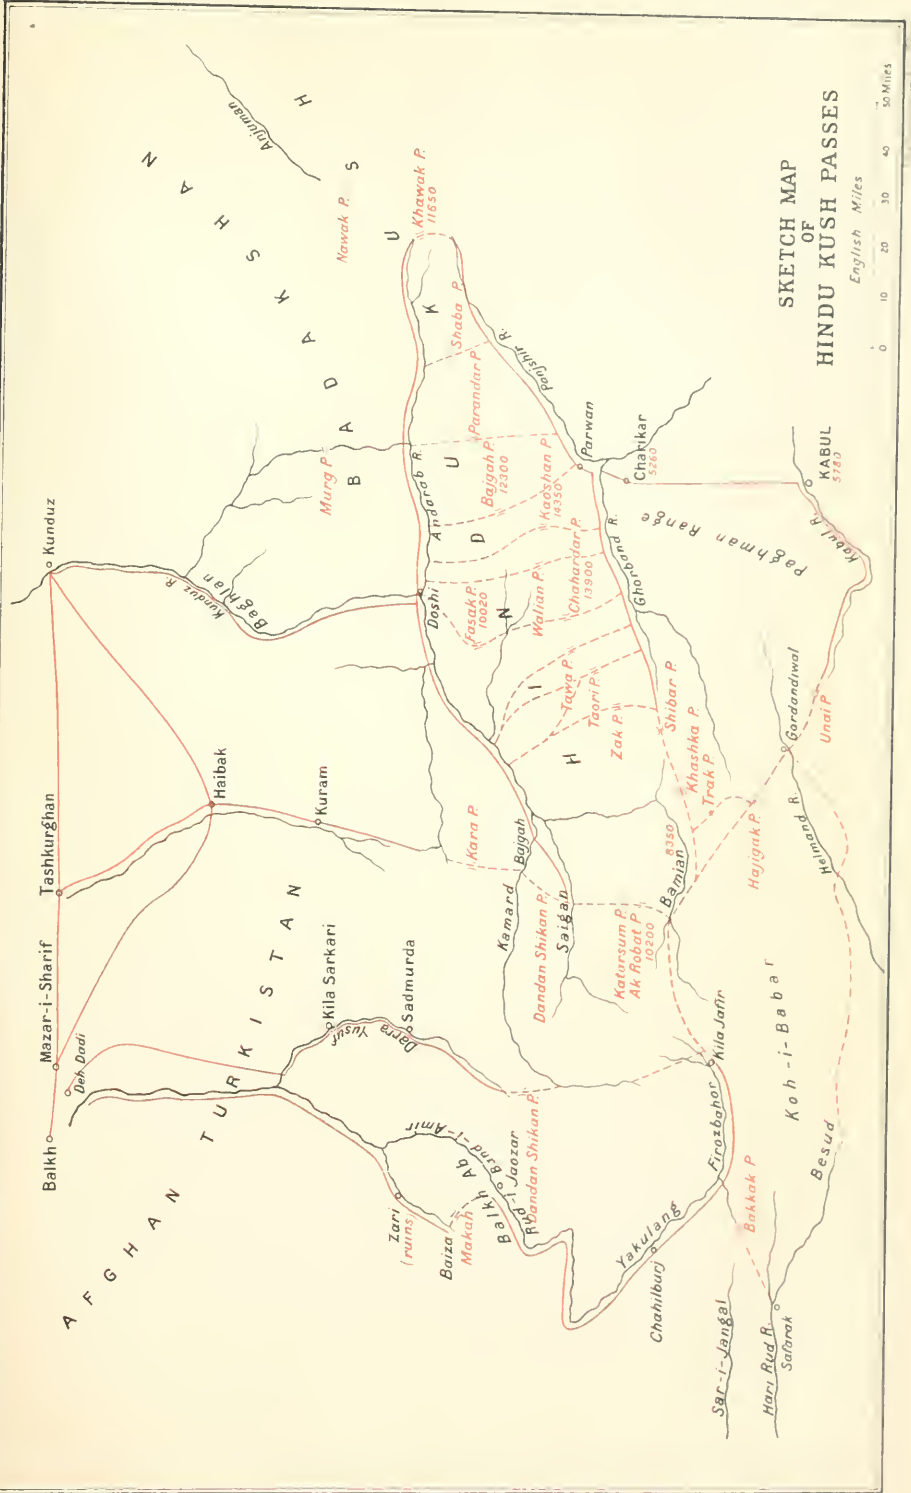 SKETCH MAP
OF
HINDU KUSH PASSES
English Miles
0 10 20 30 40 50 Miles
AFGHAN TURKISTAN
BADAKSHAN
HINDU KUSH
Balkh
Mazar-i-Sharif
Deh Dadi
Tashkurghan
Kunduz
Kunduz R.
Baghlan
Haibak
Kuram
Kila Sarkari
Darra Yusuf
Sadmurda
Zari
(ruins)
Baiza
Makah
Balkh Ab
Band-i-Amir
Rud-i Jaozar
Dandan Shikan P.
Yakulang
Chahilburj
Firozbahor
Kila Jafir
Sar-i-Jangal
Hari Rud R.
Safarak
Bakkak P
Besud
Koh-i-Babar
Anjuman
Nawak P.
Khawak P.
11650
Murg P
Andarab R.
Doshi
Shaba P.
Parandar P.
Bajgah P.
12300
Kaoshan P.
14350
Chahardar P.
13900
Walian P.
Fasak P.
10020
Tawa P.
Taori P.
Zak P.
Shibar P.
Khashka P.
Trak P
Kara P.
Bajgah
Kamard
Dandan Shikan P.
Saigan
Katarsum P.
Ak Robat P
10200
8350
Bamian
Hajigak P.
Panjshir R.
Parwan
Charikar
5260
Ghorband R.
Paghman Range
KABUL
5780
Kabul R.
Gordandiwal
Unai P
Helmand R.